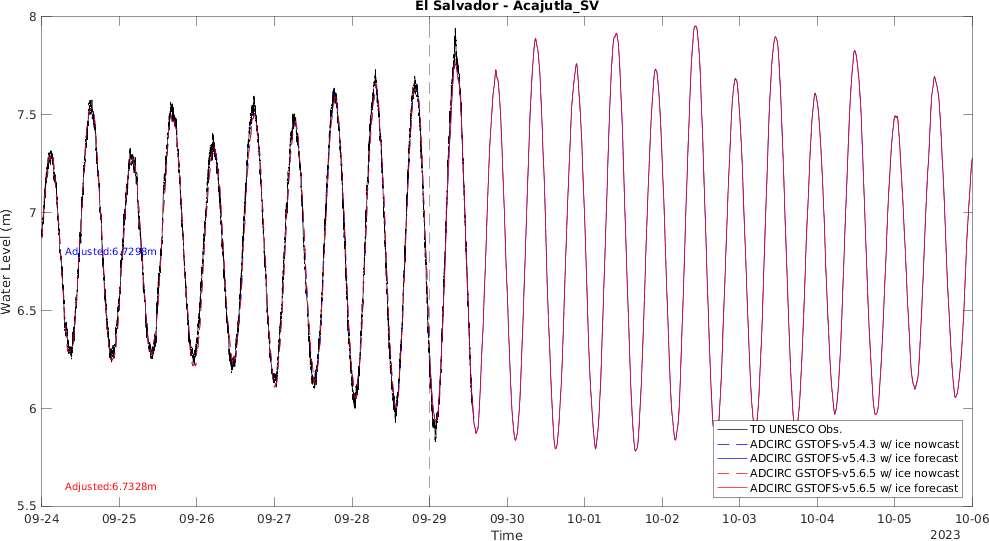 El Salvador - Acajutla_SV
8
7.5
7
6.5
6
5.5
Water Level (m)
Adjusted:6.7298m
Adjusted:6.7328m
TD UNESCO Obs.
ADCIRC GSTOFS-v5.4.3 w/ ice nowcast
ADCIRC GSTOFS-v5.4.3 w/ ice forecast
ADCIRC GSTOFS-v5.6.5 w/ ice nowcast
ADCIRC GSTOFS-v5.6.5 w/ ice forecast
09-24 09-25 09-26 09-27 09-28 09-29 09-30 10-01 10-02 10-03 10-04 10-05 10-06
Time
2023